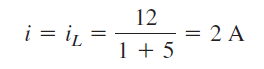 i = i_L = 12 / (1 + 5) = 2 A